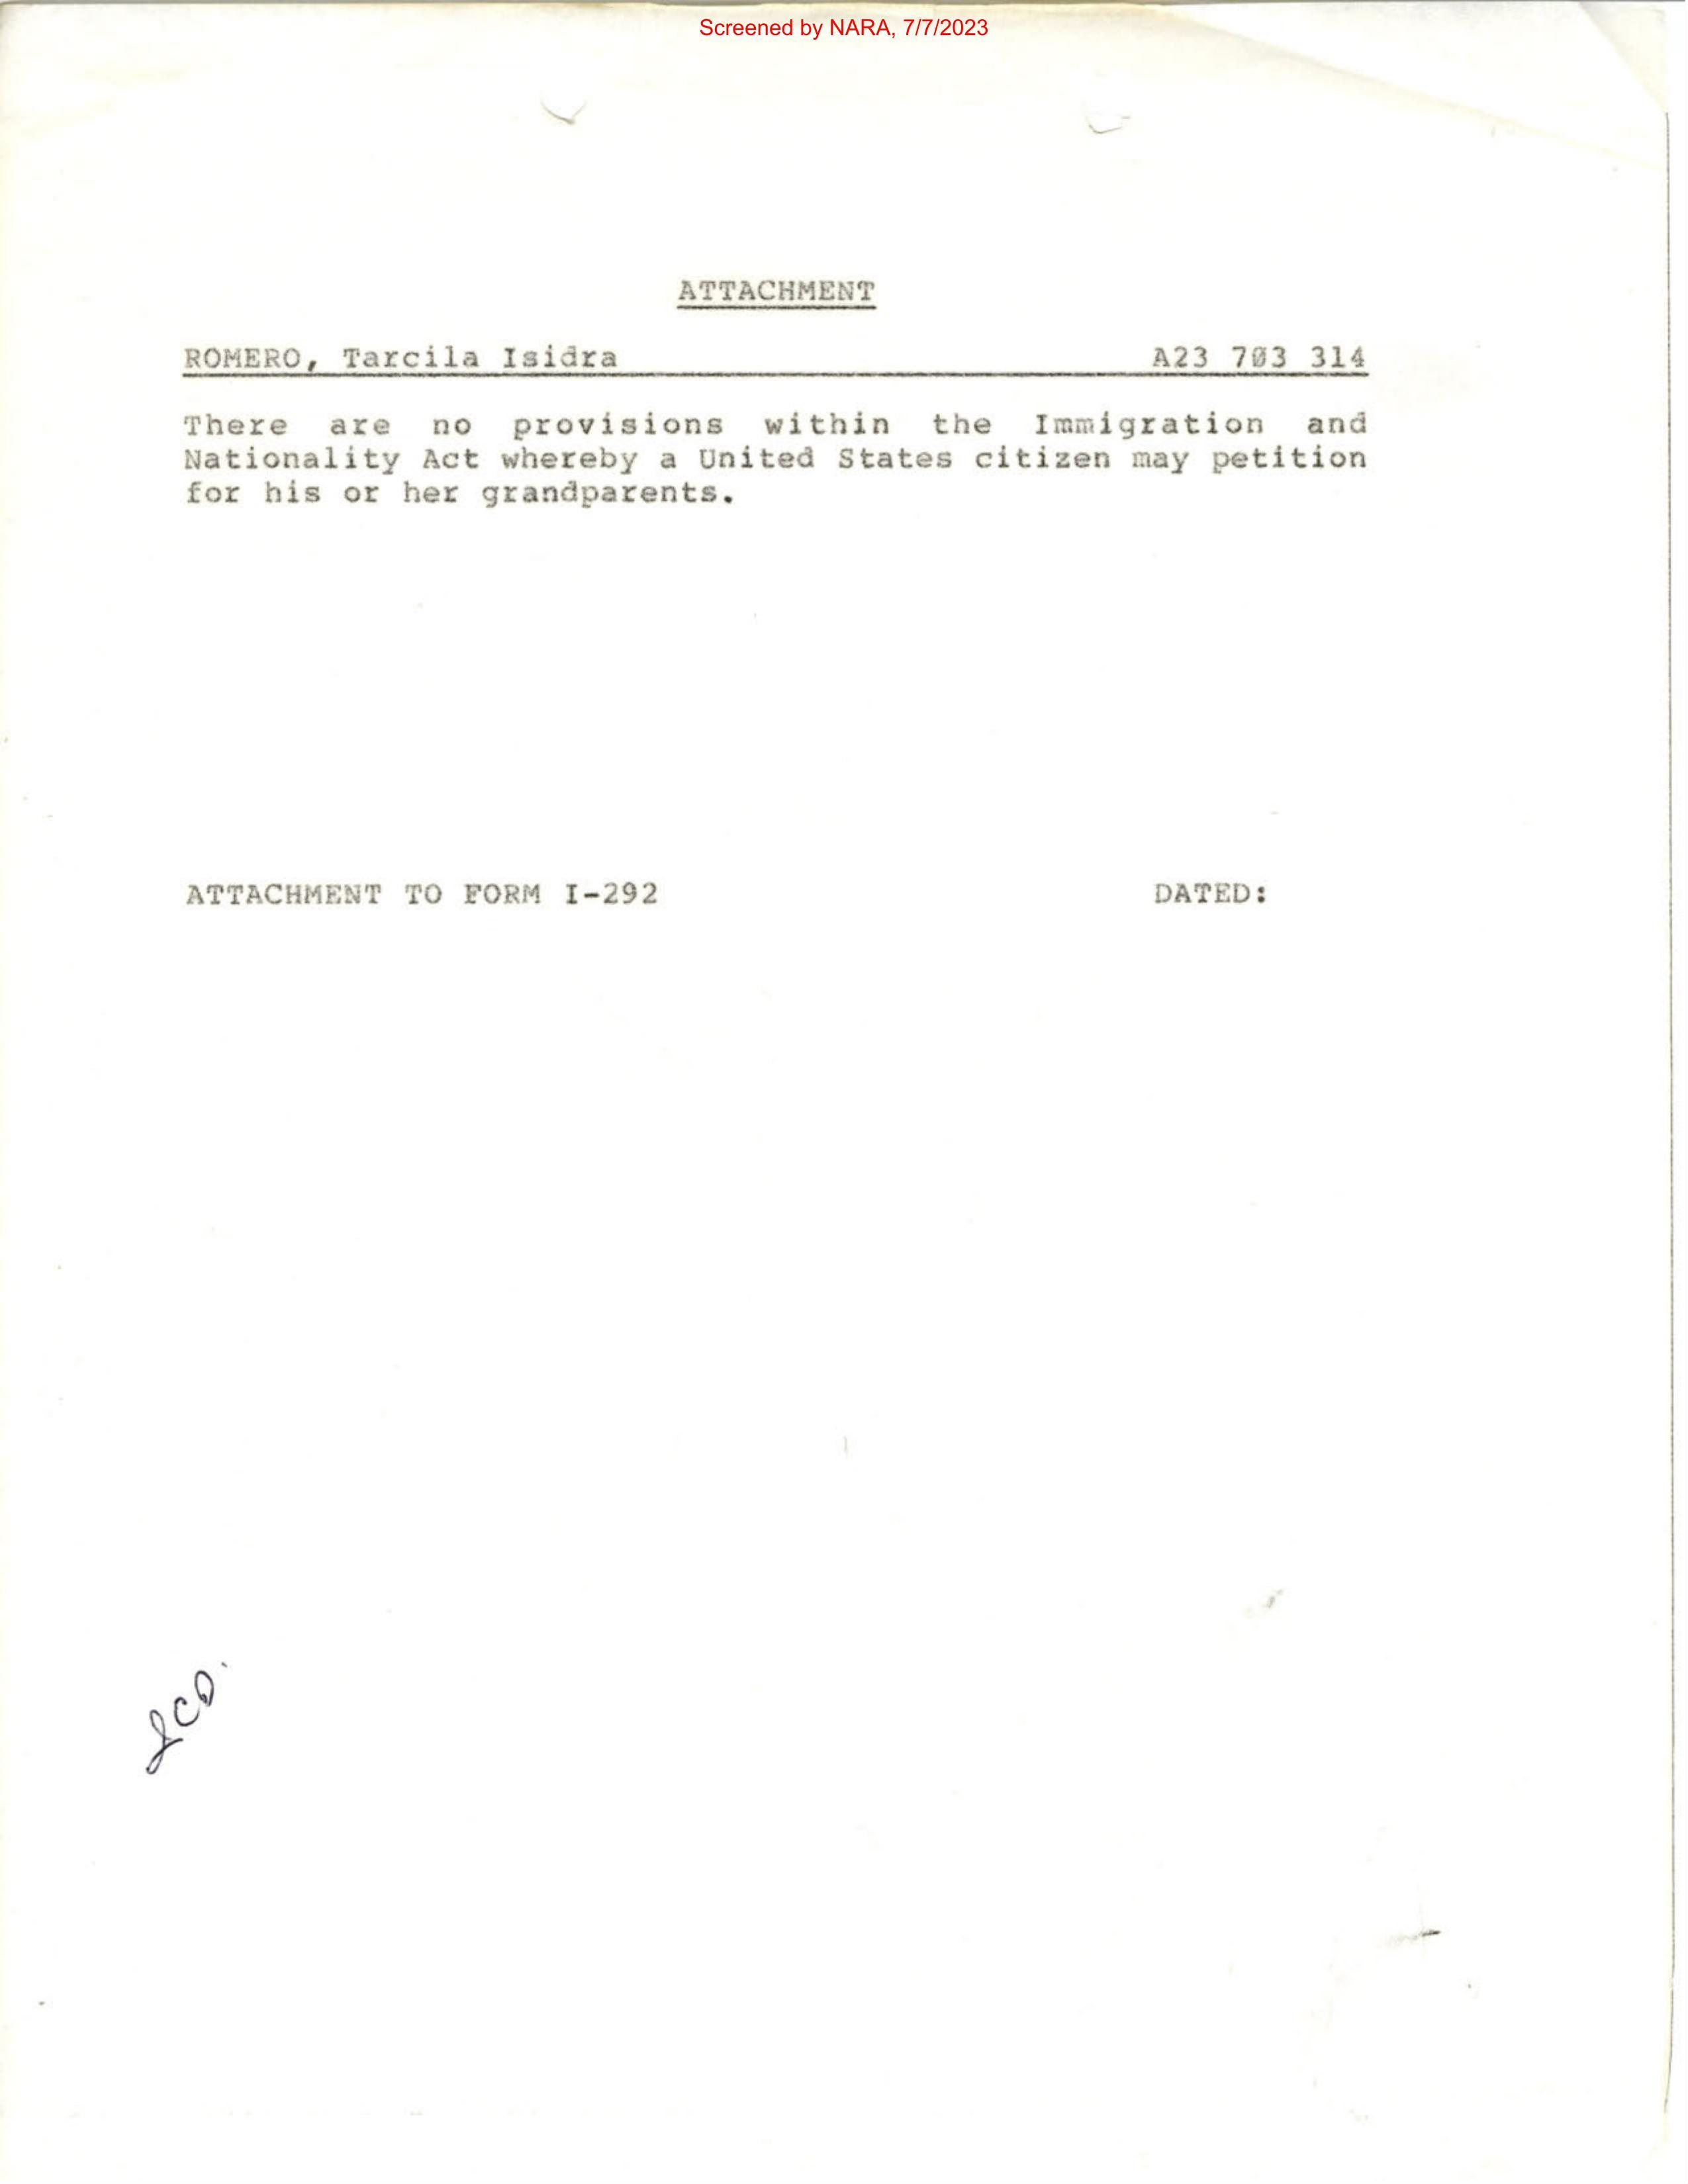 Screened by NARA, 7/7/2023
ATTACHMENT
ROMERO, Tarcila Isidra A23 703 314
There are no provisions within the Immigration and
Nationality Act whereby a United States citizen may petition
for his or her grandparents.
ATTACHMENT TO FORM I-292 DATED: